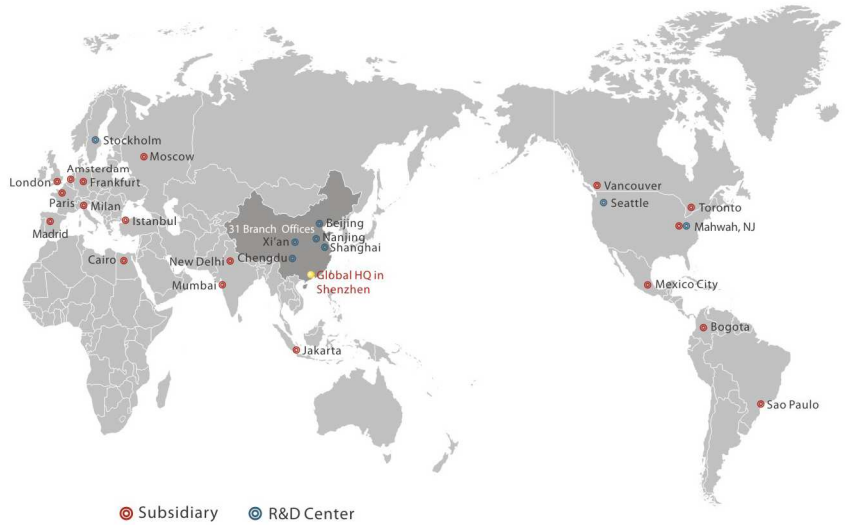 Stockholm
Moscow
Amsterdam
London
Frankfurt
Paris
Milan
Madrid
Istanbul
Cairo
New Delhi
Mumbai
31 Branch Offices
Beijing
Xi'an
Nanjing
Shanghai
Chengdu
Global HQ in
Shenzhen
Jakarta
Vancouver
Seattle
Toronto
Mahwah, NJ
Mexico City
Bogota
Sao Paulo
Subsidiary
R&D Center